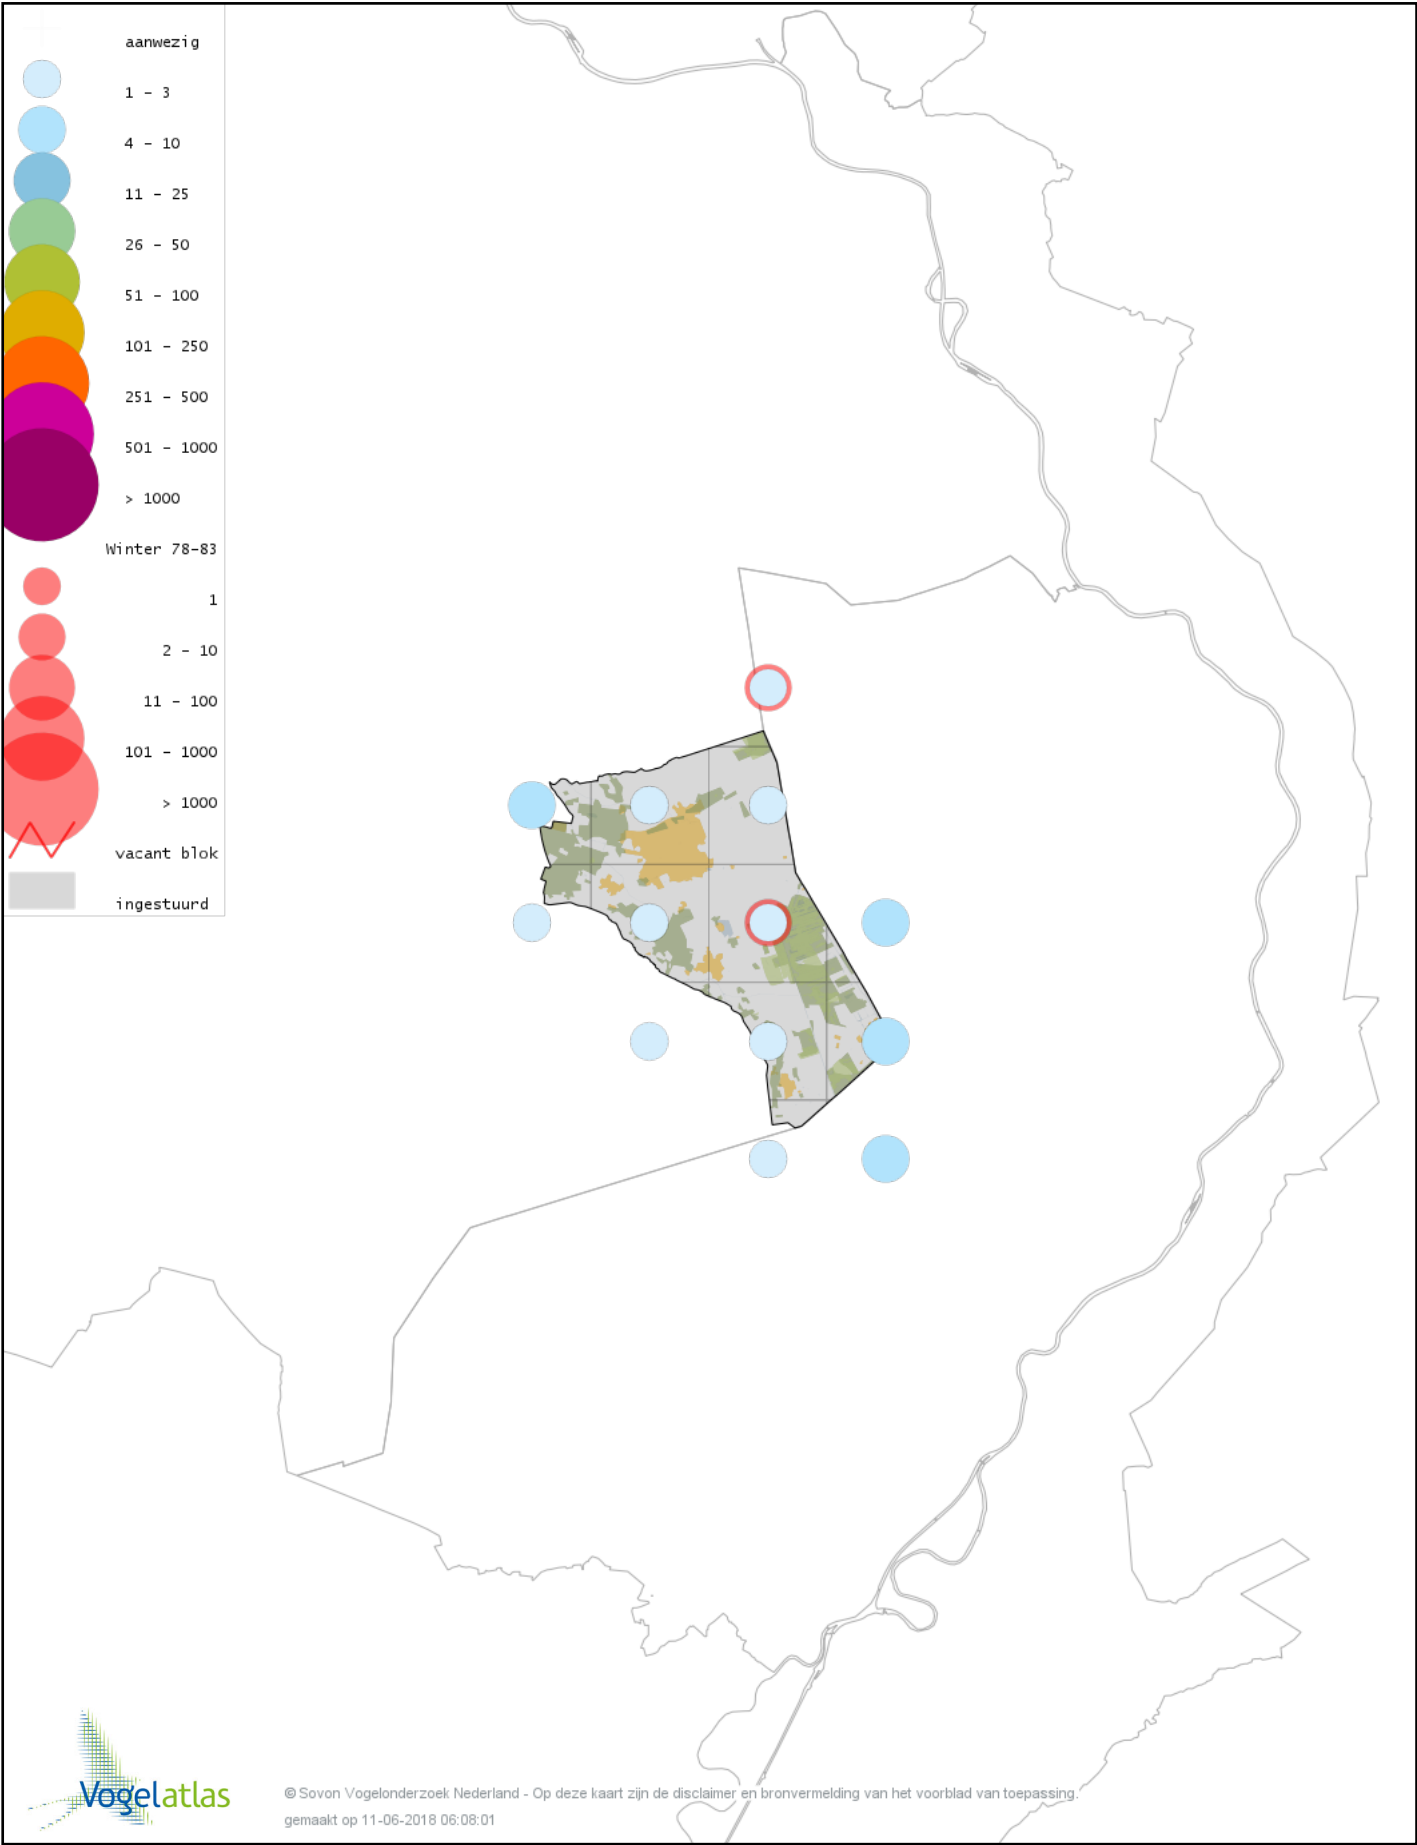 aanwezig
1 - 3
4 - 10
11 - 25
26 - 50
51 - 100
101 - 250
251 - 500
501 - 1000
> 1000
Winter 78-83
1
2 - 10
11 - 100
101 - 1000
> 1000
vacant blok
ingestuurd
Vogelatlas
© Sovon Vogelonderzoek Nederland - Op deze kaart zijn de disclaimer en bronvermelding van het voorblad van toepassing.
gemaakt op 11-06-2018 06:08:01